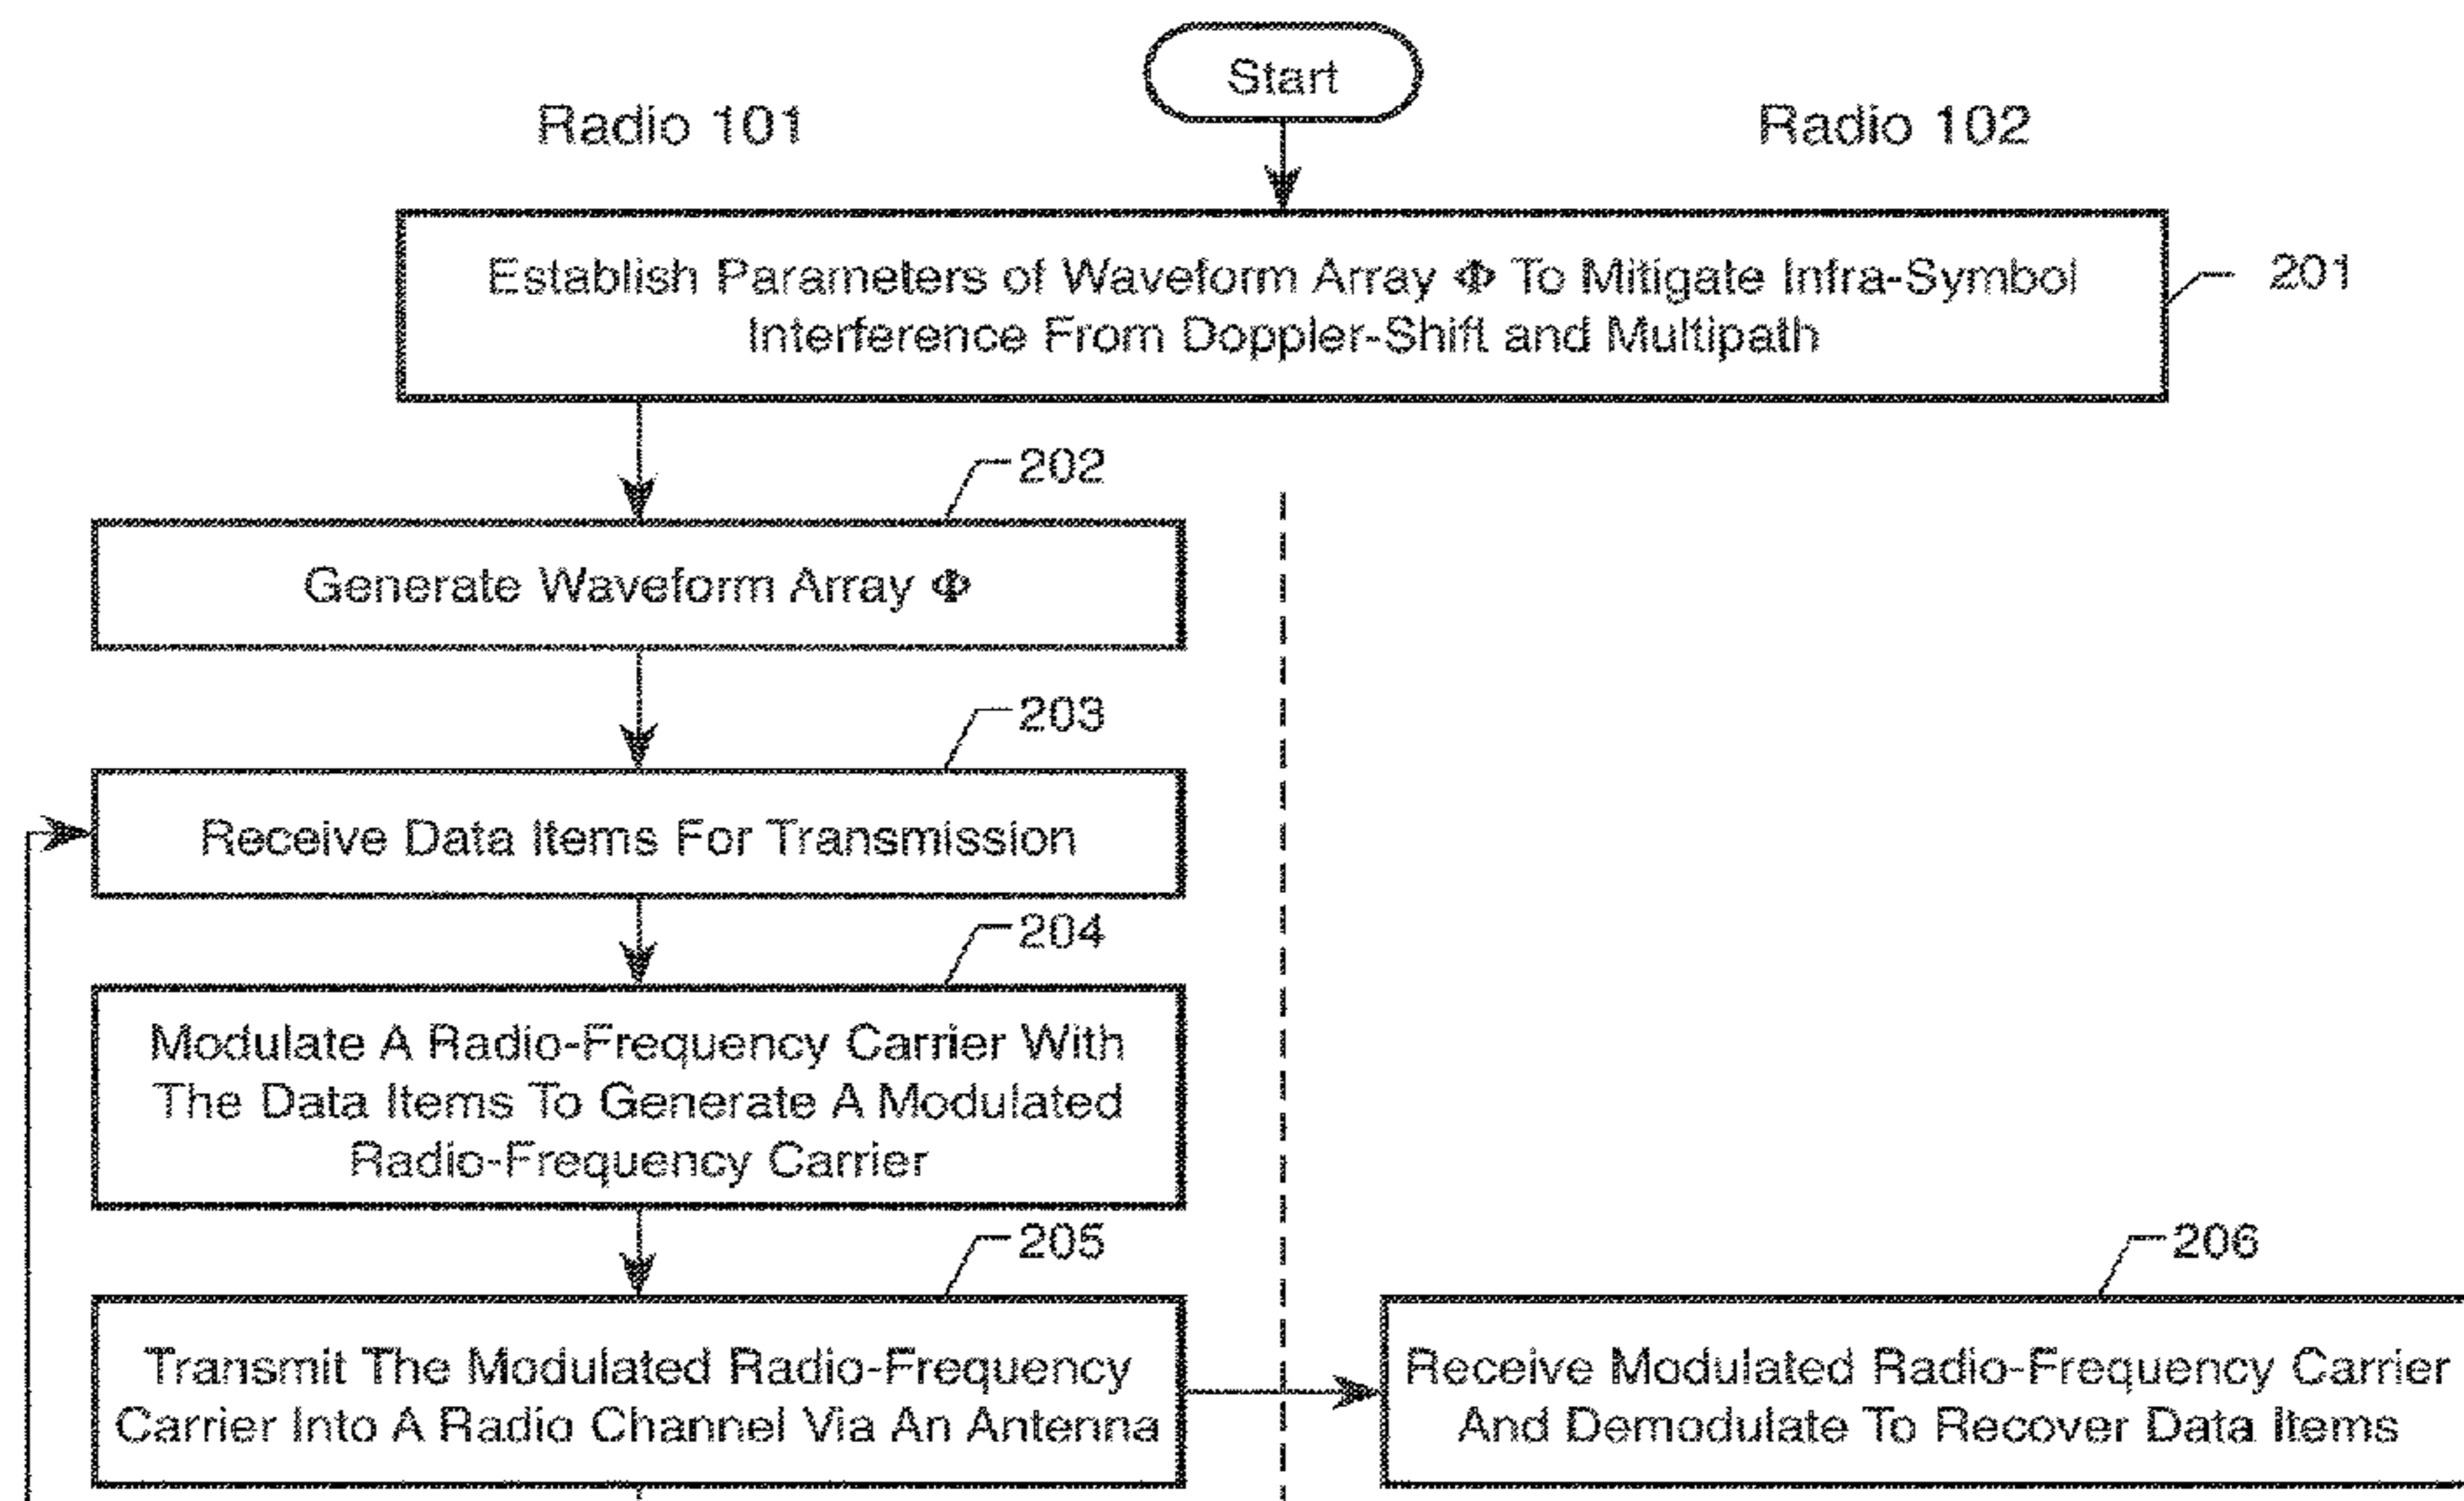 Start
Radio 101
Radio 102
Establish Parameters of Waveform Array Φ To Mitigate Infra-Symbol
Interference From Doppler-Shift and Multipath
201
202
Generate Waveform Array Φ
203
Receive Data Items For Transmission
204
Modulate A Radio-Frequency Carrier With
The Data Items To Generate A Modulated
Radio-Frequency Carrier
205
Transmit The Modulated Radio-Frequency
Carrier Into A Radio Channel Via An Antenna
206
Receive Modulated Radio-Frequency Carrier
And Demodulate To Recover Data Items